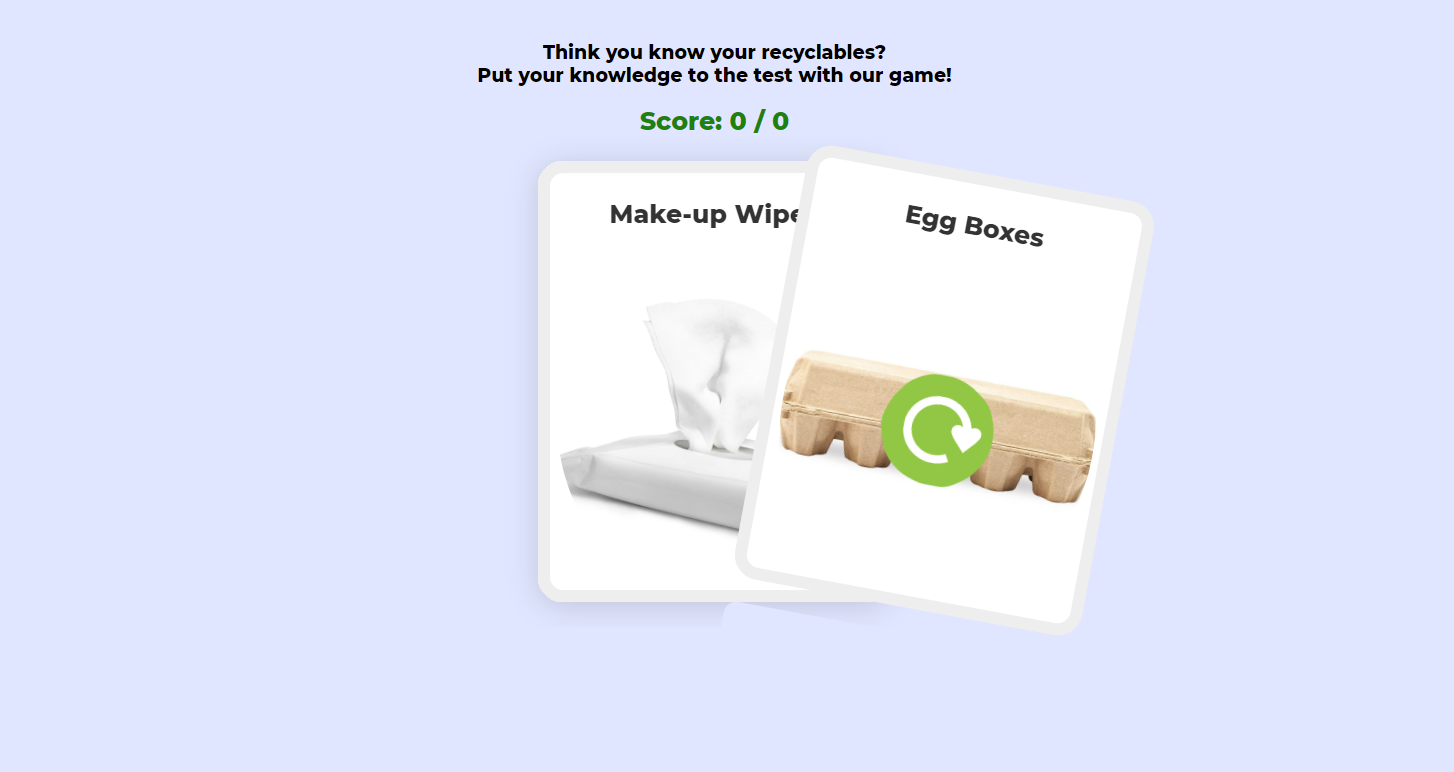 Think you know your recyclables?
Put your knowledge to the test with our game!
Score: 0 / 0
Make-up Wipe
Egg Boxes